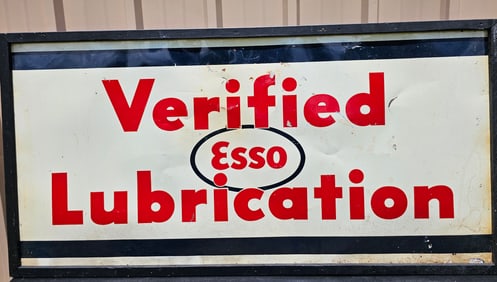 Verified
Esso
Lubrication